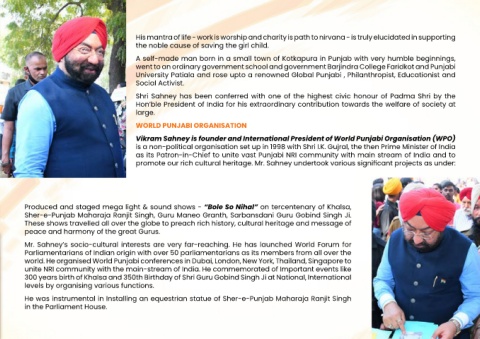 His mantra of life - work is worship and charity is path to nirvana - is truly elucidated in supporting
the noble cause of saving the girl child.
A self-made man born in a small town of Kotkapura in Punjab with very humble beginnings,
went to an ordinary government school and government Barjindra College Faridkot and Punjabi
University Patiala and rose upto a renowned Global Punjabi , Philanthropist, Educationist and
Social Activist.
Shri Sahney has been conferred with one of the highest civic honour of Padma Shri by the
Hon'ble President of India for his extraordinary contribution towards the welfare of society at
large.
WORLD PUNJABI ORGANISATION
Vikram Sahney is founder and International President of World Punjabi Organisation (WPO)
is a non-political organisation set up in 1998 with Shri I.K. Gujral, the then Prime Minister of India
as its Patron-in-Chief to unite vast Punjabi NRI community with main stream of India and to
promote our rich cultural heritage. Mr. Sahney undertook various significant projects as under:
Produced and staged mega light & sound shows - "Bole So Nihal" on tercentenary of Khalsa,
Sher-e-Punjab Maharaja Ranjit Singh, Guru Maneo Granth, Sarbansdani Guru Gobind Singh Ji.
These shows travelled all over the globe to preach rich history, cultural heritage and message of
peace and harmony of the great Gurus.
Mr. Sahney's socio-cultural interests are very far-reaching. He has launched World Forum for
Parliamentarians of Indian origin with over 50 parliamentarians as its members from all over the
world. He organised World Punjabi conferences in Dubai, London, New York, Thailand, Singapore to
unite NRI community with the main-stream of India. He commemorated of Important events like
300 years birth of Khalsa and 350th Birthday of Shri Guru Gobind Singh Ji at National, International
levels by organising various functions.
He was instrumental in Installing an equestrian statue of Sher-e-Punjab Maharaja Ranjit Singh
in the Parliament House.